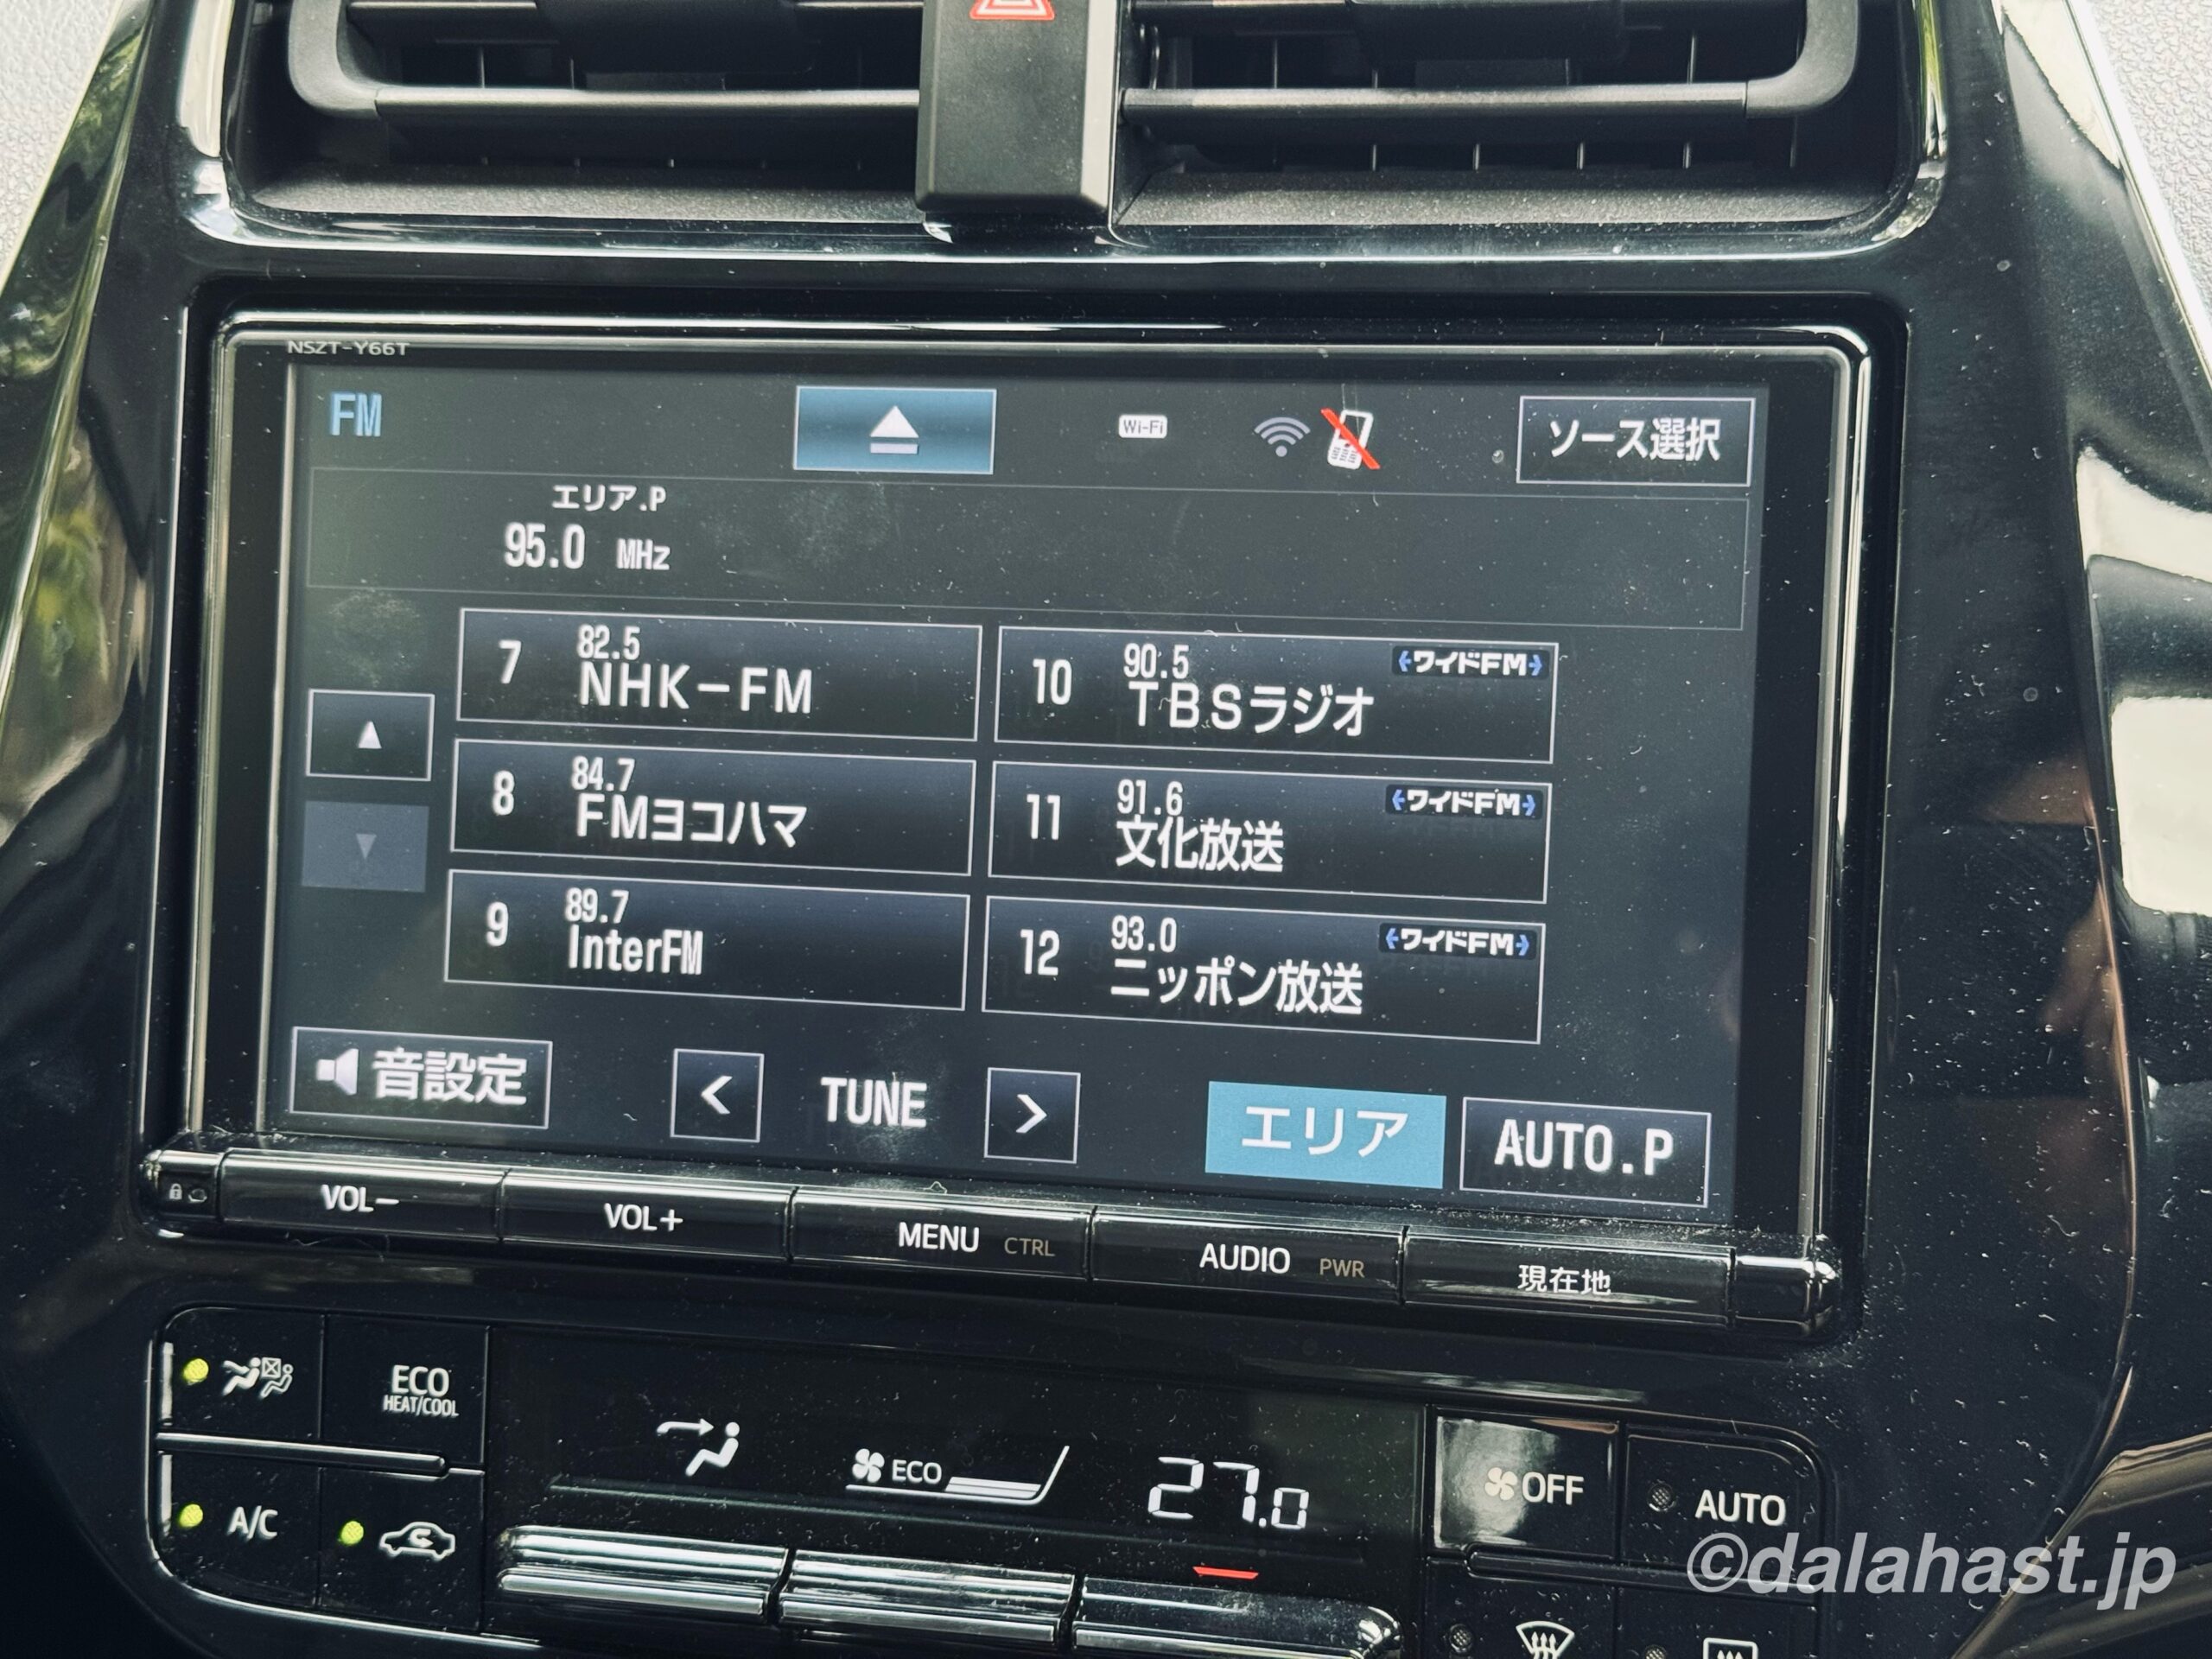 NSZT-Y66T
FM
Wi-Fi
ソース選択
エリア.P
95.0 MHz
7 82.5
NHK-FM
10 90.5 ワイドFM
TBSラジオ
8 84.7
FMヨコハマ
11 91.6 ワイドFM
文化放送
9 89.7
InterFM
12 93.0 ワイドFM
ニッポン放送
音設定
TUNE
エリア
AUTO.P
VOL-
VOL+
MENU CTRL
AUDIO PWR
現在地
ECO
HEAT/COOL
ECO
27.0
OFF
AUTO
A/C
©dalahast.jp